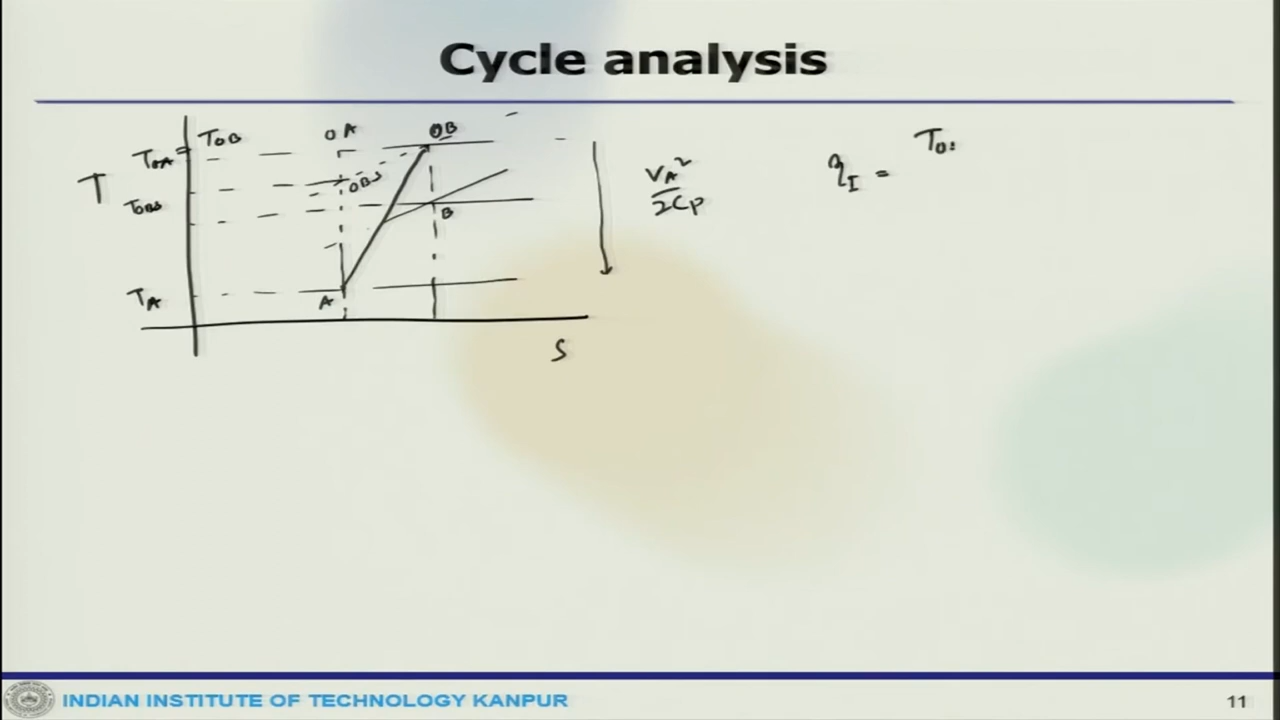 Cycle analysis
T0A = T0B
0A
0B
T
T0BS
0BS
B
TA
A
S
VA²/2CP
ηI = T0.
INDIAN INSTITUTE OF TECHNOLOGY KANPUR
11